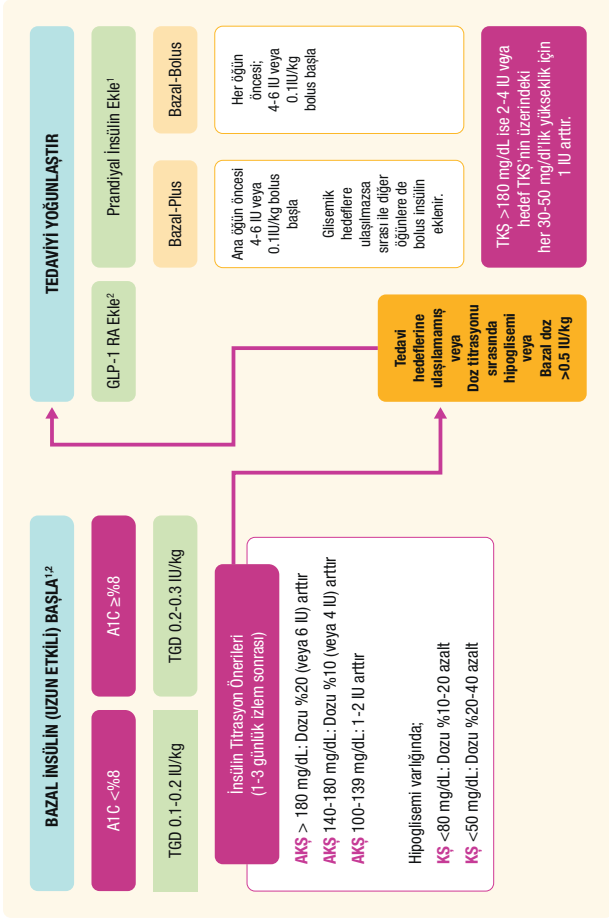 BAZAL İNSÜLİN (UZUN ETKİLİ) BAŞLA1,2
A1C <%8
A1C ≥%8
TGD 0.1-0.2 IU/kg
TGD 0.2-0.3 IU/kg
İnsülin Titrasyon Önerileri
(1-3 günlük izlem sonrası)
AKŞ > 180 mg/dL: Dozu %20 (veya 6 IU) arttır
AKŞ 140-180 mg/dL: Dozu %10 (veya 4 IU) arttır
AKŞ 100-139 mg/dL: 1-2 IU arttır
Hipoglisemi varlığında;
KŞ <80 mg/dL: Dozu %10-20 azalt
KŞ <50 mg/dL: Dozu %20-40 azalt
TEDAVİYİ YOĞUNLAŞTIR
GLP-1 RA Ekle2
Prandiyal İnsülin Ekle1
Bazal-Plus
Bazal-Bolus
Ana öğün öncesi
4-6 IU veya
0.1IU/kg bolus
başla
Glisemik
hedeflere
ulaşılmazsa
sırası ile diğer
öğünlere de
bolus insülin
eklenir.
Her öğün
öncesi;
4-6 IU veya
0.1IU/kg
bolus başla
Tedavi
hedeflerine
ulaşılamamış
veya
Doz titrasyonu
sırasında
hipoglisemi
veya
Bazal doz
>0.5 IU/kg
TKŞ >180 mg/dL ise 2-4 IU veya
hedef TKŞ'nin üzerindeki
her 30-50 mg/dl'lik yükseklik için
1 IU arttır.